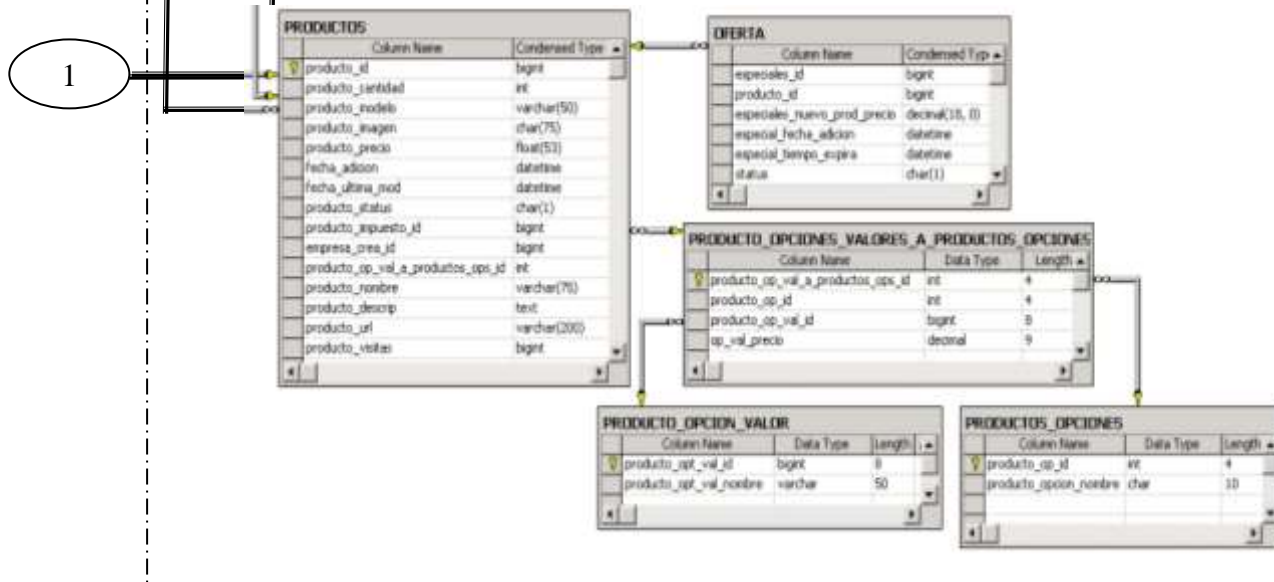 1
PRODUCTOS
Column Name Condensed Type
producto_id bigint
producto_cantidad int
producto_modelo varchar(50)
producto_imagen char(75)
producto_precio float(53)
fecha_adicion datetime
fecha_ultima_mod datetime
producto_status char(1)
producto_impuesto_id bigint
empresa_crea_id bigint
producto_op_val_a_productos_ops_id int
producto_nombre varchar(75)
producto_descrip text
producto_url varchar(200)
producto_visitas bigint
OFERTA
Column Name Condensed Typ
especiales_id bigint
producto_id bigint
especiales_nuevo_prod_precio decimal(18, 0)
especial_fecha_adicion datetime
especial_tiempo_expira datetime
status char(1)
PRODUCTO_OPCIONES_VALORES_A_PRODUCTOS_OPCIONES
Column Name Data Type Length
producto_op_val_a_productos_ops_id int 4
producto_op_id int 4
producto_op_val_id bigint 8
op_val_precio decimal 9
PRODUCTO_OPCION_VALOR
Column Name Data Type Length
producto_opt_val_id bigint 8
producto_opt_val_nombre varchar 50
PRODUCTOS_OPCIONES
Column Name Data Type Length
producto_op_id int 4
producto_opcion_nombre char 10